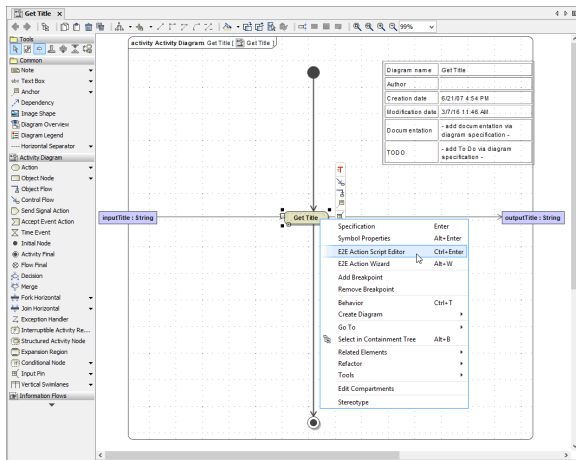 Get Title
99%
Tools
Common
Note
Text Box
Anchor
Dependency
Image Shape
Diagram Overview
Diagram Legend
Horizontal Separator
Activity Diagram
Action
Object Node
Object Flow
Control Flow
Send Signal Action
Accept Event Action
Time Event
Initial Node
Activity Final
Flow Final
Decision
Merge
Fork Horizontal
Join Horizontal
Exception Handler
Interruptible Activity Re...
Structured Activity Node
Expansion Region
Conditional Node
Input Pin
Vertical Swimlanes
Information Flows
activity Activity Diagram Get Title [ Get Title ]
Diagram name Get Title
Author
Creation date 6/21/07 4:54 PM
Modification date 3/7/16 11:46 AM
Documentation - add documentation via
diagram specification -
TODO - add To Do via diagram
specification -
inputTitle : String
Get Title
outputTitle : String
Specification Enter
Symbol Properties Alt+Enter
E2E Action Script Editor Ctrl+Enter
E2E Action Wizard Alt+W
Add Breakpoint
Remove Breakpoint
Behavior Ctrl+T
Create Diagram
Go To
Select in Containment Tree Alt+B
Related Elements
Refactor
Tools
Edit Compartments
Stereotype